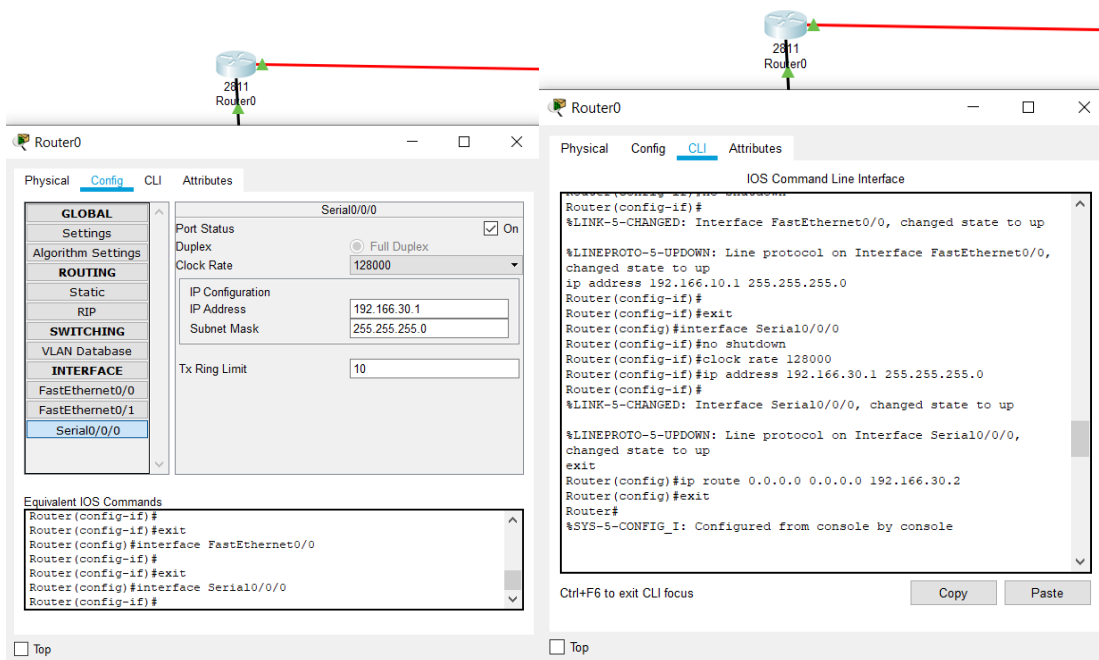 2811
Router0
Router0
Physical Config CLI Attributes
GLOBAL
Settings
Algorithm Settings
ROUTING
Static
RIP
SWITCHING
VLAN Database
INTERFACE
FastEthernet0/0
FastEthernet0/1
Serial0/0/0
Serial0/0/0
Port Status On
Duplex Full Duplex
Clock Rate 128000
IP Configuration
IP Address 192.166.30.1
Subnet Mask 255.255.255.0
Tx Ring Limit 10
Equivalent IOS Commands
Router(config-if)#
Router(config-if)#exit
Router(config)#interface FastEthernet0/0
Router(config-if)#
Router(config-if)#exit
Router(config)#interface Serial0/0/0
Router(config-if)#
Top
2811
Router0
Router0
Physical Config CLI Attributes
IOS Command Line Interface
Router(config-if)#no shutdown
Router(config-if)#
%LINK-5-CHANGED: Interface FastEthernet0/0, changed state to up
%LINEPROTO-5-UPDOWN: Line protocol on Interface FastEthernet0/0,
changed state to up
ip address 192.166.10.1 255.255.255.0
Router(config-if)#
Router(config-if)#exit
Router(config)#interface Serial0/0/0
Router(config-if)#no shutdown
Router(config-if)#clock rate 128000
Router(config-if)#ip address 192.166.30.1 255.255.255.0
Router(config-if)#
%LINK-5-CHANGED: Interface Serial0/0/0, changed state to up
%LINEPROTO-5-UPDOWN: Line protocol on Interface Serial0/0/0,
changed state to up
exit
Router(config)#ip route 0.0.0.0 0.0.0.0 192.166.30.2
Router(config)#exit
Router#
%SYS-5-CONFIG_I: Configured from console by console
Ctrl+F6 to exit CLI focus Copy Paste
Top